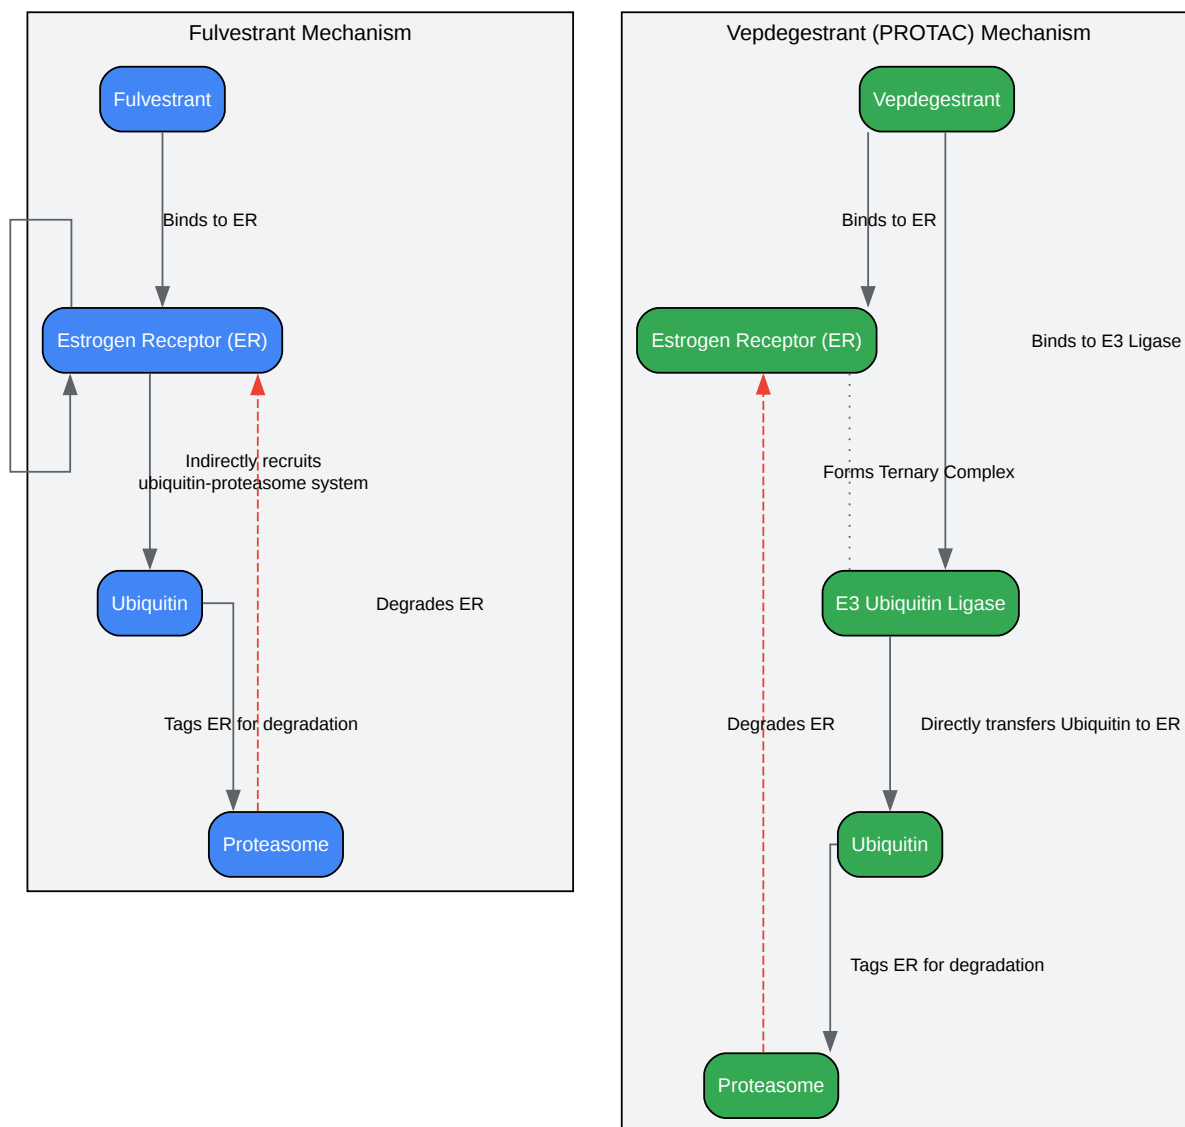 Fulvestrant Mechanism
Fulvestrant
Binds to ER
Estrogen Receptor (ER)
Indirectly recruits
ubiquitin-proteasome system
Ubiquitin
Degrades ER
Tags ER for degradation
Proteasome
Vepdegestrant (PROTAC) Mechanism
Vepdegestrant
Binds to ER
Estrogen Receptor (ER)
Binds to E3 Ligase
Forms Ternary Complex
E3 Ubiquitin Ligase
Degrades ER
Directly transfers Ubiquitin to ER
Ubiquitin
Tags ER for degradation
Proteasome